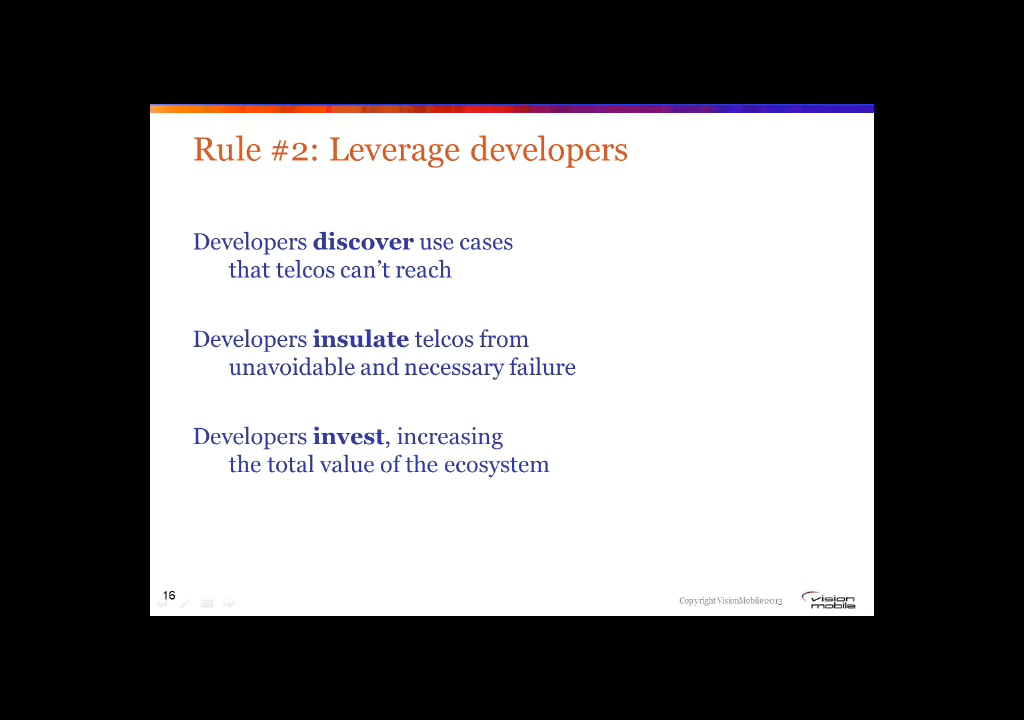 Rule #2: Leverage developers
Developers discover use cases
that telcos can’t reach
Developers insulate telcos from
unavoidable and necessary failure
Developers invest, increasing
the total value of the ecosystem
16
Copyright VisionMobile 2013
vision
mobile